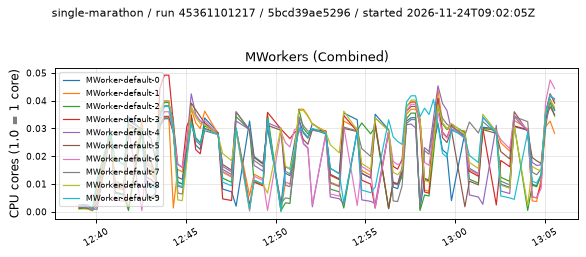 single-marathon / run 45361101217 / 5bcd39ae5296 / started 2026-11-24T09:02:05Z
MWorkers (Combined)
CPU cores (1.0 = 1 core)
0.05
0.04
0.03
0.02
0.01
0.00
MWorker-default-0
MWorker-default-1
MWorker-default-2
MWorker-default-3
MWorker-default-4
MWorker-default-5
MWorker-default-6
MWorker-default-7
MWorker-default-8
MWorker-default-9
12:40
12:45
12:50
12:55
13:00
13:05